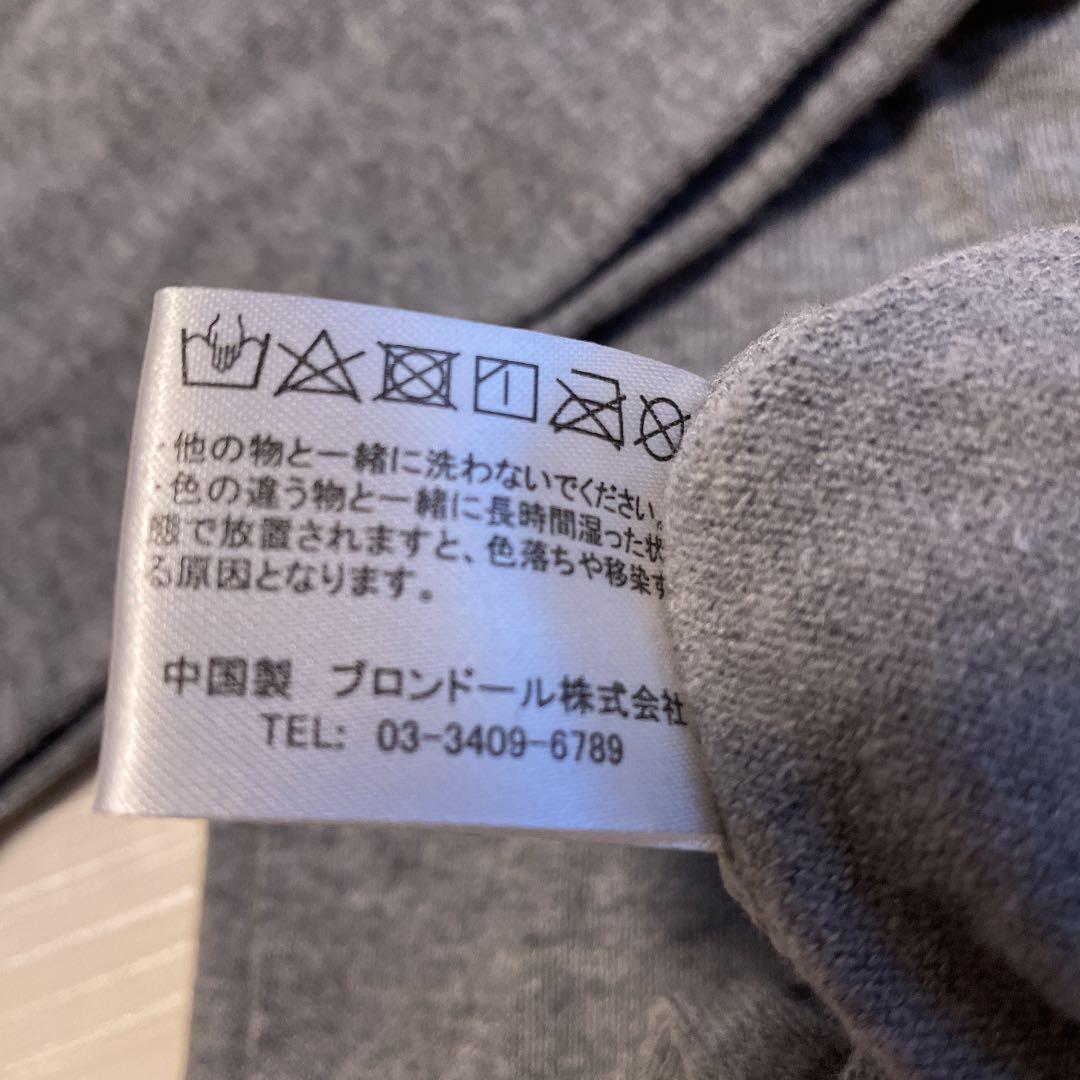 ・他の物と一緒に洗わないでください。
・色の違う物と一緒に長時間湿った状
態で放置されますと、色落ちや移染す
る原因となります。
中国製 ブロンドール株式会社
TEL: 03-3409-6789